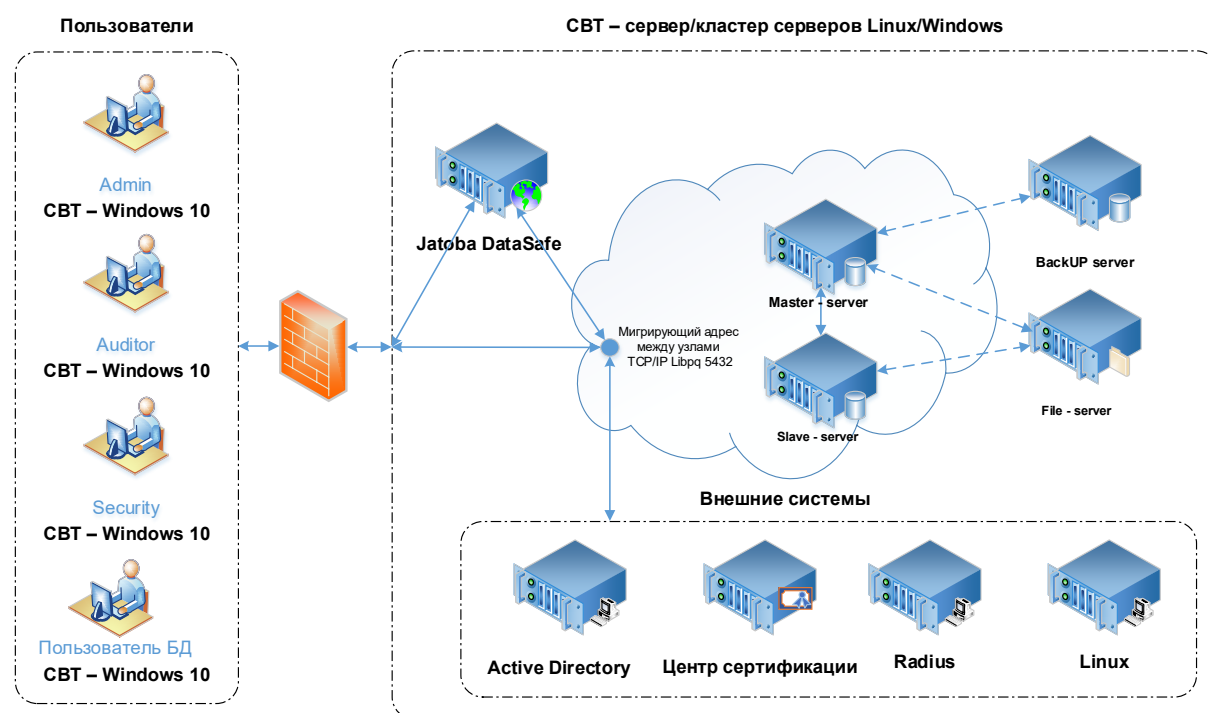 Пользователи
СВТ – сервер/кластер серверов Linux/Windows
Admin
СВТ – Windows 10
Auditor
СВТ – Windows 10
Security
СВТ – Windows 10
Пользователь БД
СВТ – Windows 10
Jatoba DataSafe
Мигрирующий адрес
между узлами
TCP/IP Libpq 5432
Master - server
Slave - server
BackUP server
File - server
Внешние системы
Active Directory
Центр сертификации
Radius
Linux